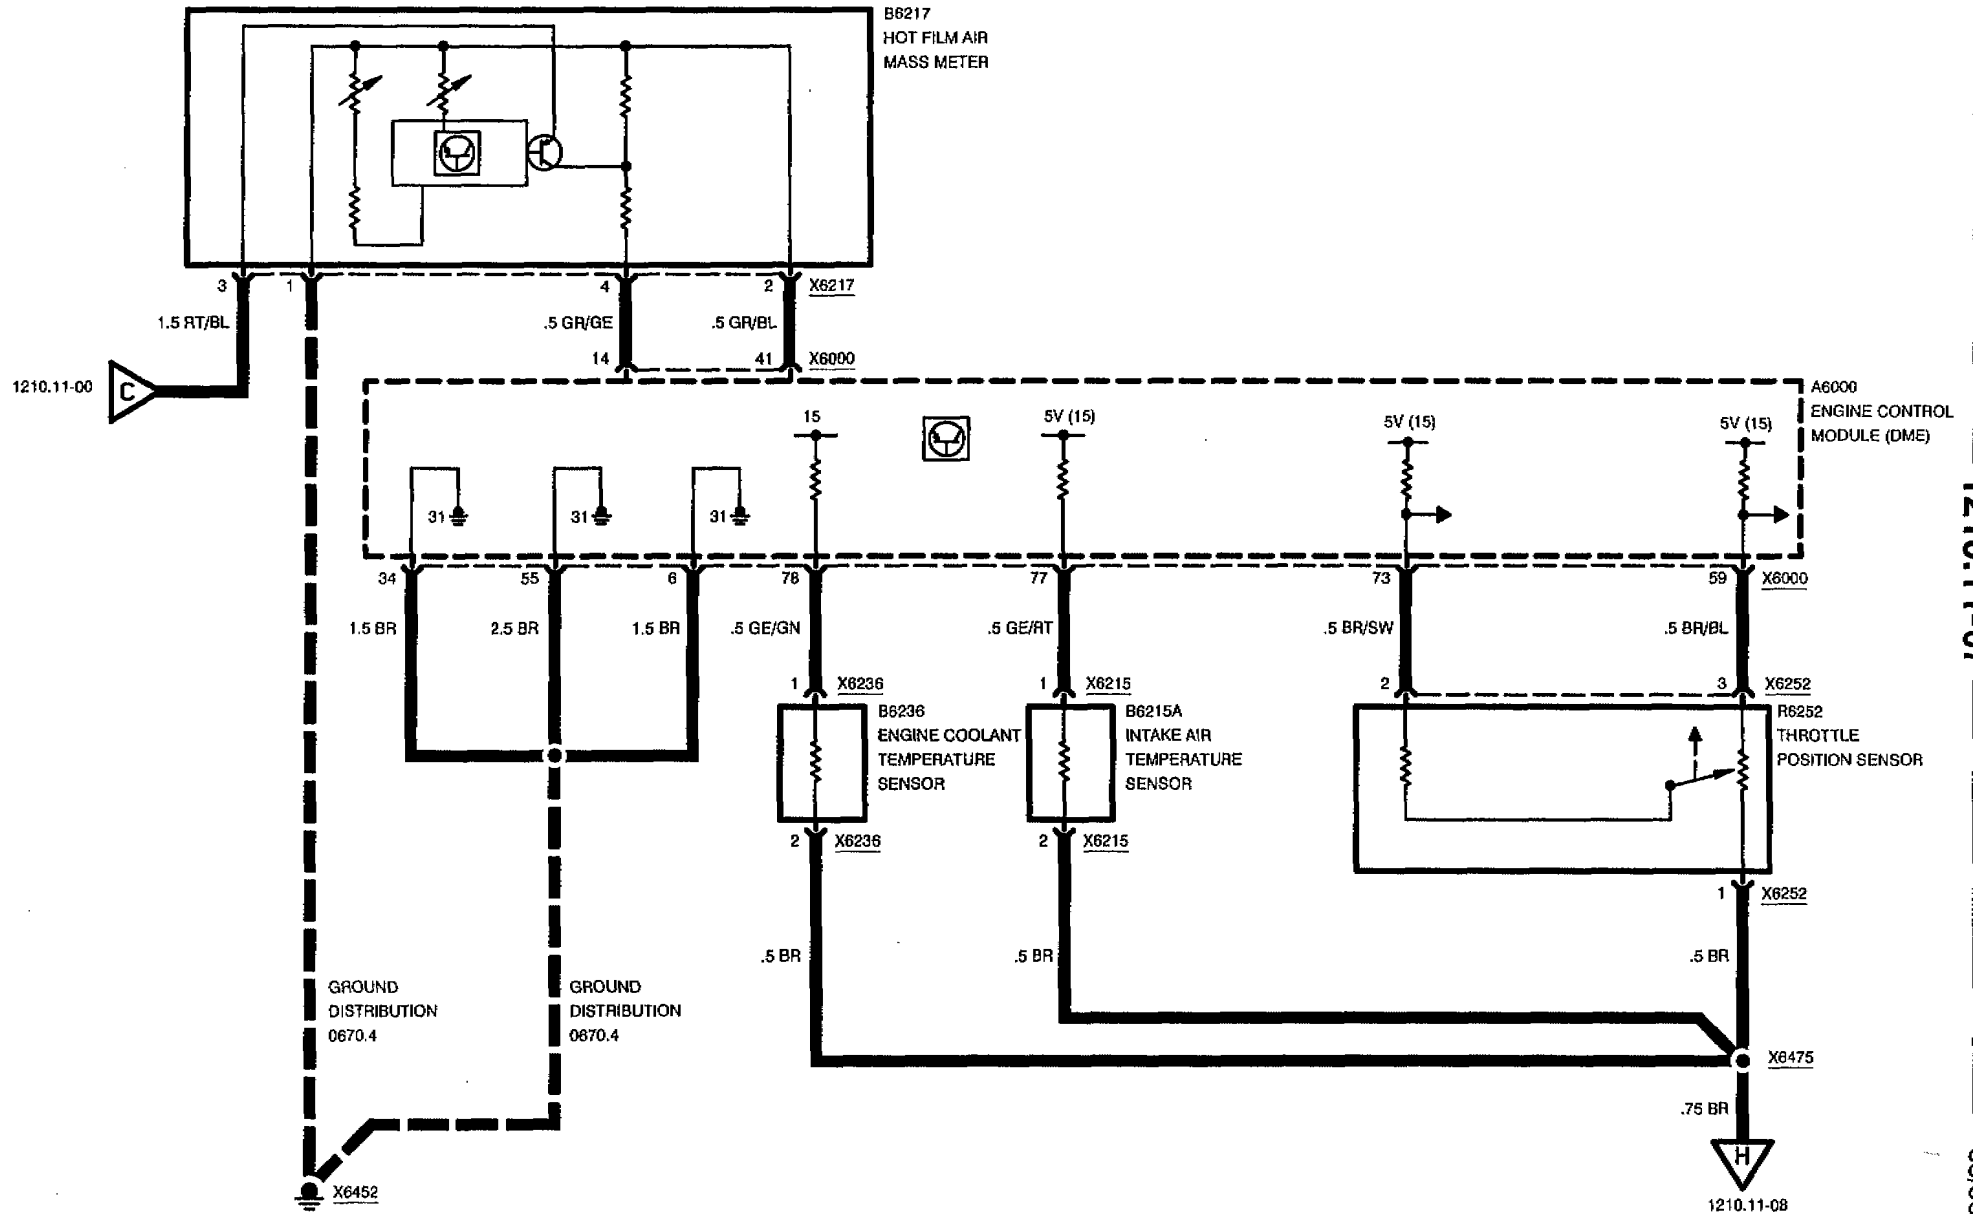 B6217
HOT FILM AIR
MASS METER
3
1
4
2
X6217
1.5 RT/BL
.5 GR/GE
.5 GR/BL
14
41
X6000
1210.11-00
C
A6000
ENGINE CONTROL
MODULE (DME)
15
5V (15)
5V (15)
5V (15)
31
31
31
34
55
6
78
77
73
59
X6000
1.5 BR
2.5 BR
1.5 BR
.5 GE/GN
.5 GE/RT
.5 BR/SW
.5 BR/BL
1
X6236
1
X6215
2
3
X6252
B6236
ENGINE COOLANT
TEMPERATURE
SENSOR
B6215A
INTAKE AIR
TEMPERATURE
SENSOR
R6252
THROTTLE
POSITION SENSOR
2
X6236
2
X6215
1
X6252
.5 BR
.5 BR
.5 BR
GROUND
DISTRIBUTION
0670.4
GROUND
DISTRIBUTION
0670.4
X6475
.75 BR
H
1210.11-08
X6452